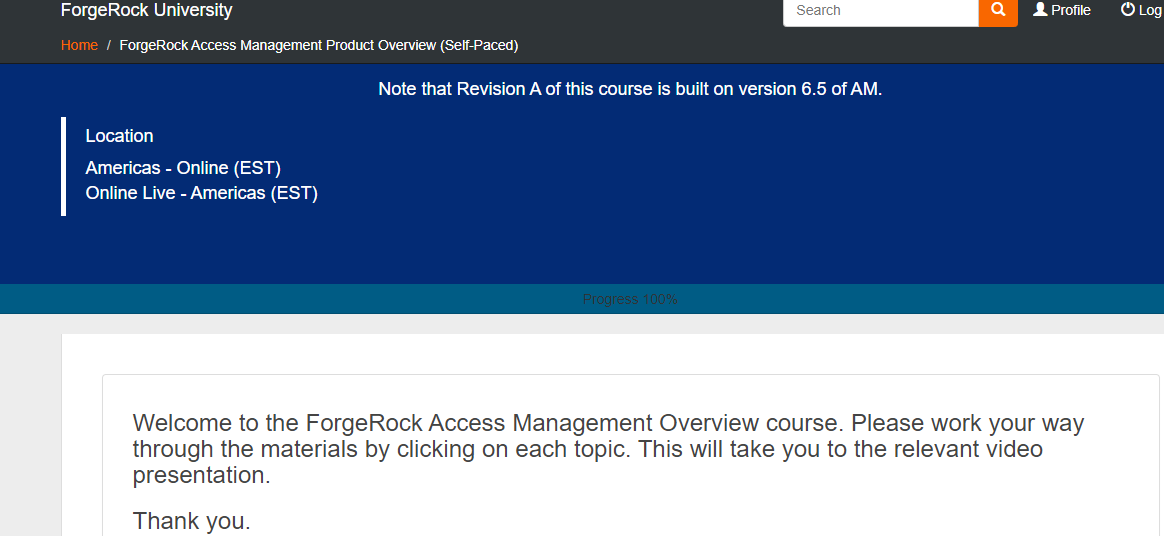 ForgeRock University
Search
Profile
Log
Home / ForgeRock Access Management Product Overview (Self-Paced)
Note that Revision A of this course is built on version 6.5 of AM.
Location
Americas - Online (EST)
Online Live - Americas (EST)
Progress 100%
Welcome to the ForgeRock Access Management Overview course. Please work your way
through the materials by clicking on each topic. This will take you to the relevant video
presentation.
Thank you.